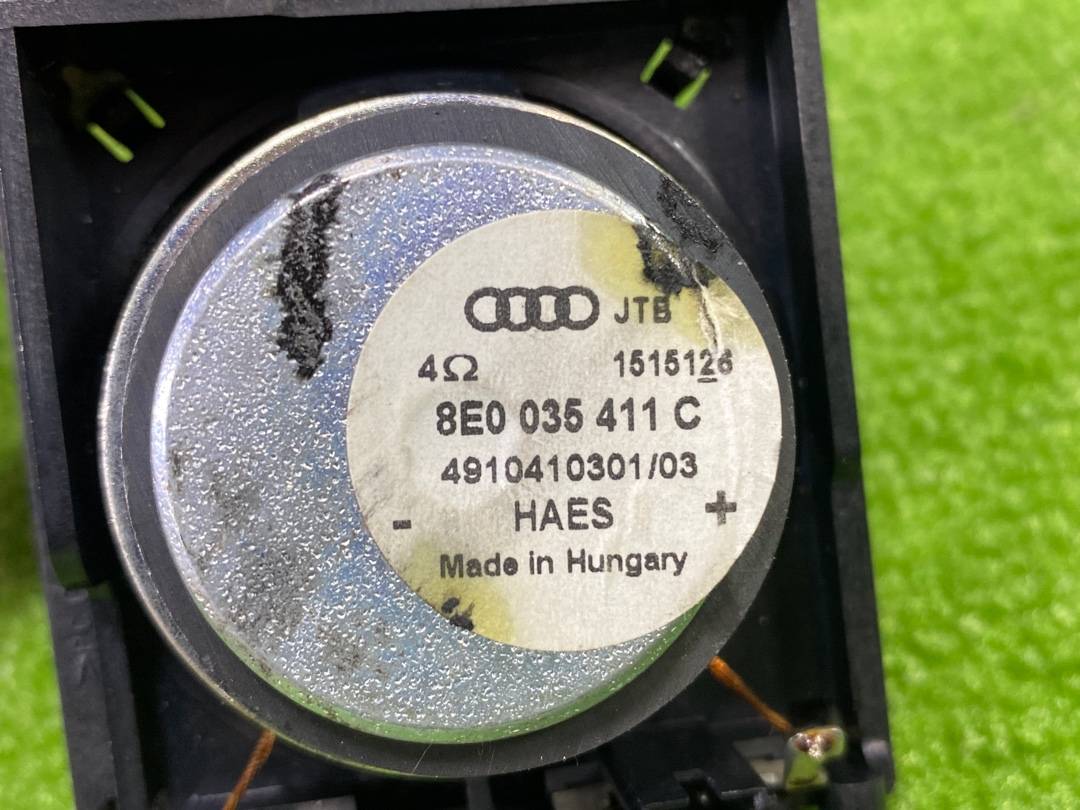 JTB
4Ω 1515126
8E0 035 411 C
4910410301/03
- HAES +
Made in Hungary